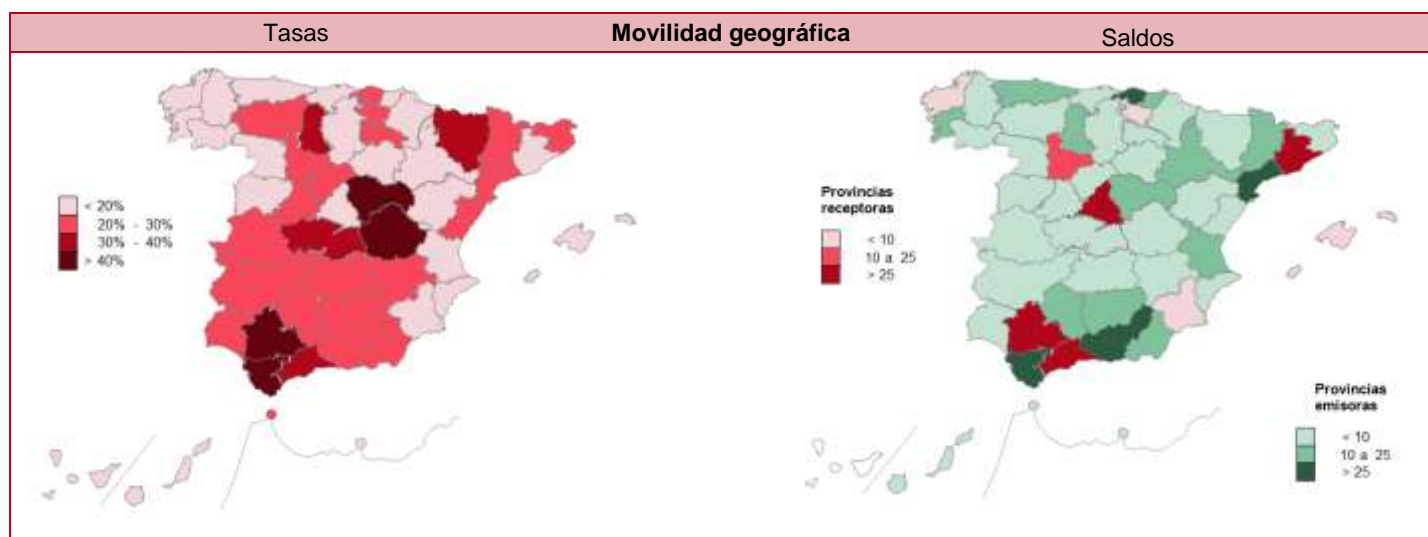 Tasas
Movilidad geográfica
Saldos
< 20%
20% - 30%
30% - 40%
> 40%
Provincias
receptoras
< 10
10 a 25
> 25
Provincias
emisoras
< 10
10 a 25
> 25